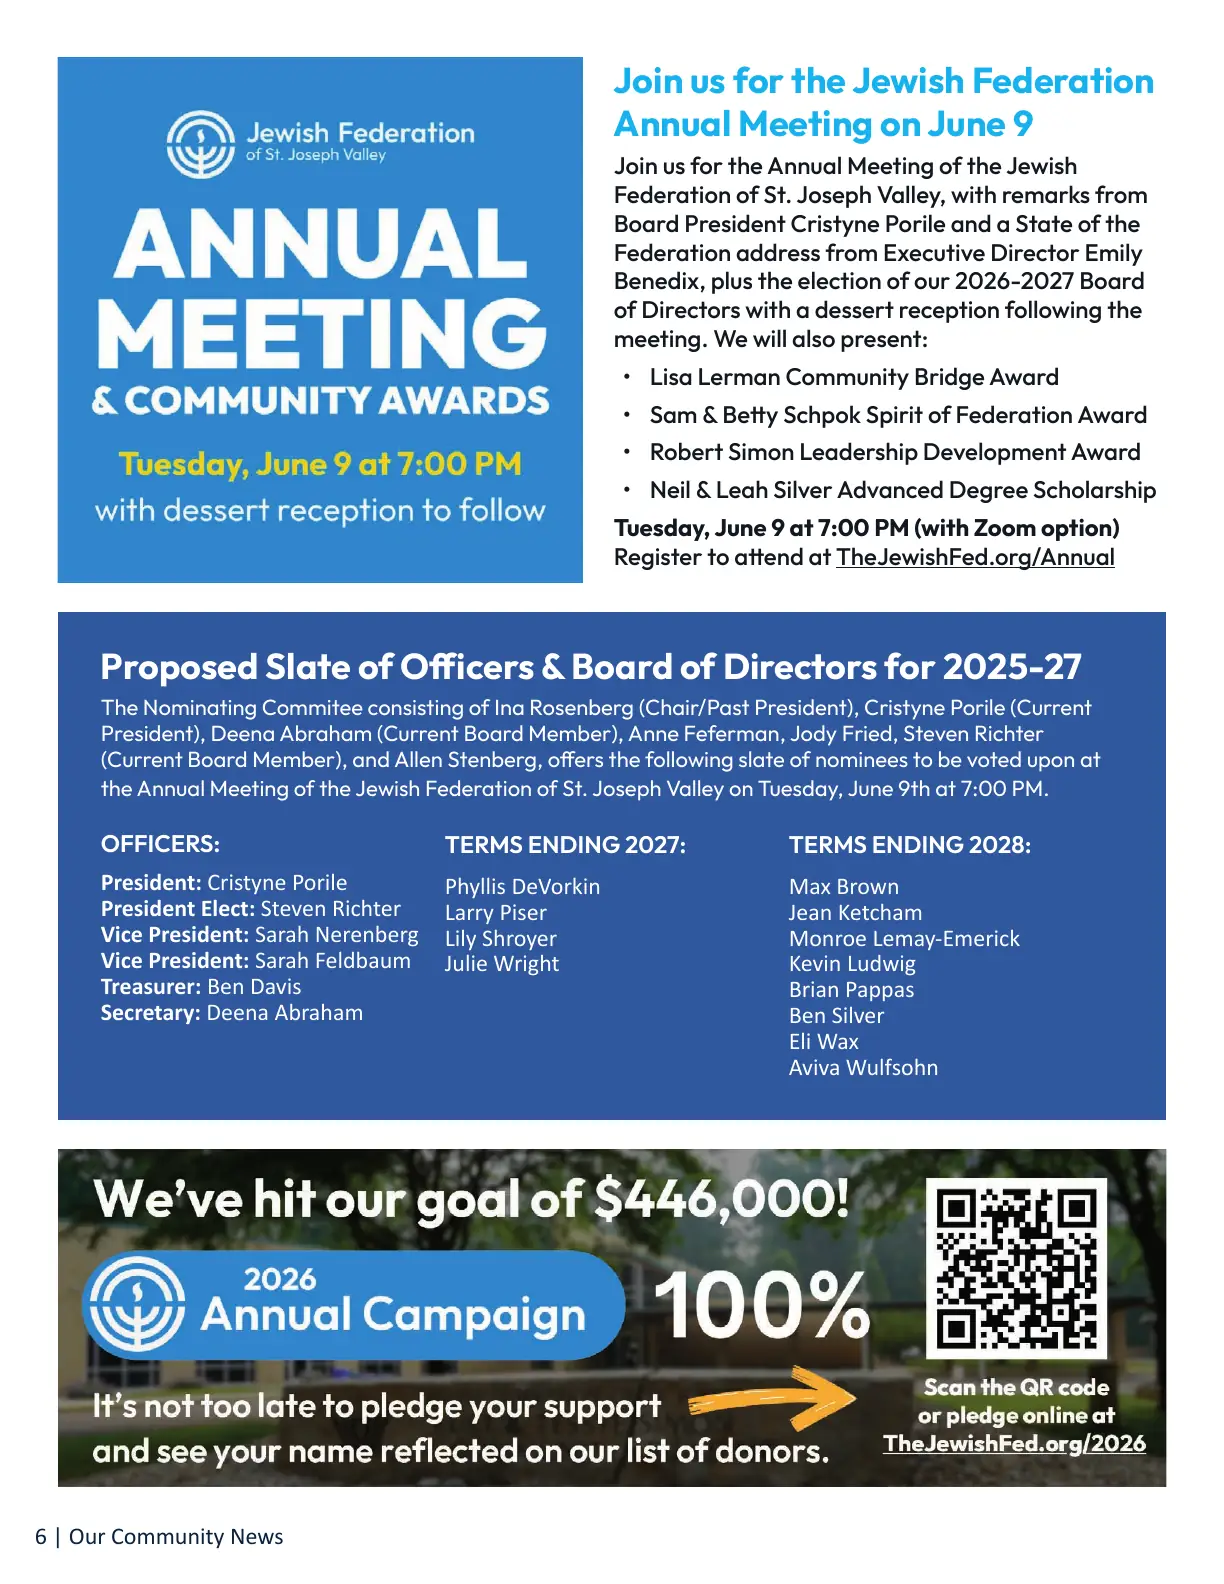 Jewish Federation
of St. Joseph Valley
ANNUAL
MEETING
& COMMUNITY AWARDS
Tuesday, June 9 at 7:00 PM
with dessert reception to follow
Join us for the Jewish Federation
Annual Meeting on June 9
Join us for the Annual Meeting of the Jewish
Federation of St. Joseph Valley, with remarks from
Board President Cristyne Porile and a State of the
Federation address from Executive Director Emily
Benedix, plus the election of our 2026-2027 Board
of Directors with a dessert reception following the
meeting. We will also present:
• Lisa Lerman Community Bridge Award
• Sam & Betty Schpok Spirit of Federation Award
• Robert Simon Leadership Development Award
• Neil & Leah Silver Advanced Degree Scholarship
Tuesday, June 9 at 7:00 PM (with Zoom option)
Register to attend at TheJewishFed.org/Annual
Proposed Slate of Officers & Board of Directors for 2025-27
The Nominating Commitee consisting of Ina Rosenberg (Chair/Past President), Cristyne Porile (Current
President), Deena Abraham (Current Board Member), Anne Feferman, Jody Fried, Steven Richter
(Current Board Member), and Allen Stenberg, offers the following slate of nominees to be voted upon at
the Annual Meeting of the Jewish Federation of St. Joseph Valley on Tuesday, June 9th at 7:00 PM.
OFFICERS:
President: Cristyne Porile
President Elect: Steven Richter
Vice President: Sarah Nerenberg
Vice President: Sarah Feldbaum
Treasurer: Ben Davis
Secretary: Deena Abraham
TERMS ENDING 2027:
Phyllis DeVorkin
Larry Piser
Lily Shroyer
Julie Wright
TERMS ENDING 2028:
Max Brown
Jean Ketcham
Monroe Lemay-Emerick
Kevin Ludwig
Brian Pappas
Ben Silver
Eli Wax
Aviva Wulfsohn
We've hit our goal of $446,000!
2026
Annual Campaign
100%
It's not too late to pledge your support
and see your name reflected on our list of donors.
Scan the QR code
or pledge online at
TheJewishFed.org/2026
6 | Our Community News